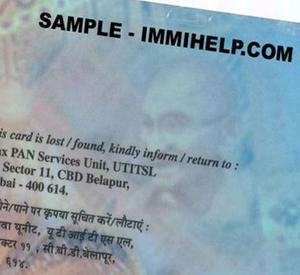 SAMPLE - IMMIHELP.COM
is card is lost / found, kindly inform / return to :
x PAN Services Unit, UTITSL
Sector 11, CBD Belapur,
bai - 400 614.
पाने पर कृपया सूचित करें/लौटाएं :
यूनीट, यू टी आई टी एस एल,
क्टर ११, सी.बी.डी.बेलापूर,
६१४.